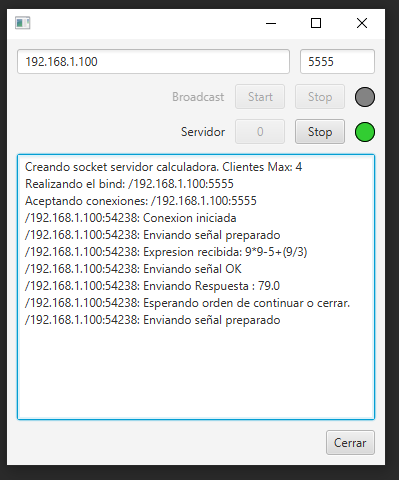 192.168.1.100 5555
Broadcast Start Stop
Servidor 0 Stop
Creando socket servidor calculadora. Clientes Max: 4
Realizando el bind: /192.168.1.100:5555
Aceptando conexiones: /192.168.1.100:5555
/192.168.1.100:54238: Conexion iniciada
/192.168.1.100:54238: Enviando señal preparado
/192.168.1.100:54238: Expresion recibida: 9*9-5+(9/3)
/192.168.1.100:54238: Enviando señal OK
/192.168.1.100:54238: Enviando Respuesta : 79.0
/192.168.1.100:54238: Esperando orden de continuar o cerrar.
/192.168.1.100:54238: Enviando señal preparado
Cerrar